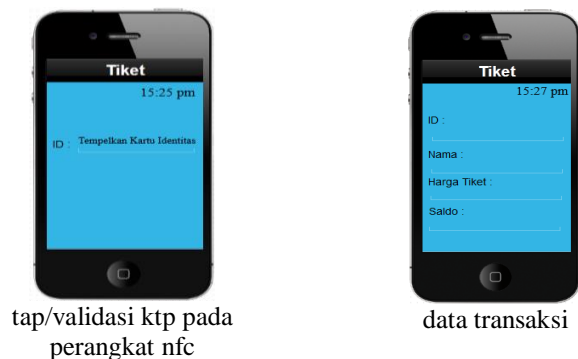 Tiket
15:25 pm
ID : Tempelkan Kartu Identitas
tap/validasi ktp pada
perangkat nfc
Tiket
15:27 pm
ID :
Nama :
Harga Tiket :
Saldo :
data transaksi